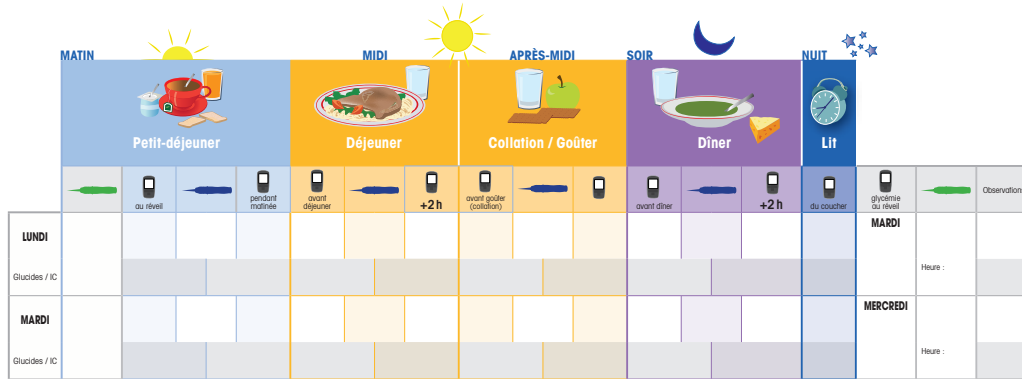 MATIN
MIDI
APRÈS-MIDI
SOIR
NUIT
Petit-déjeuner
Déjeuner
Collation / Goûter
Dîner
Lit
au réveil
pendant
matinée
avant
déjeuner
+2 h
avant goûter
(collation)
avant dîner
+2 h
du coucher
glycémie
au réveil
Observations
LUNDI
MARDI
Glucides / IC
Heure :
MARDI
MERCREDI
Glucides / IC
Heure :